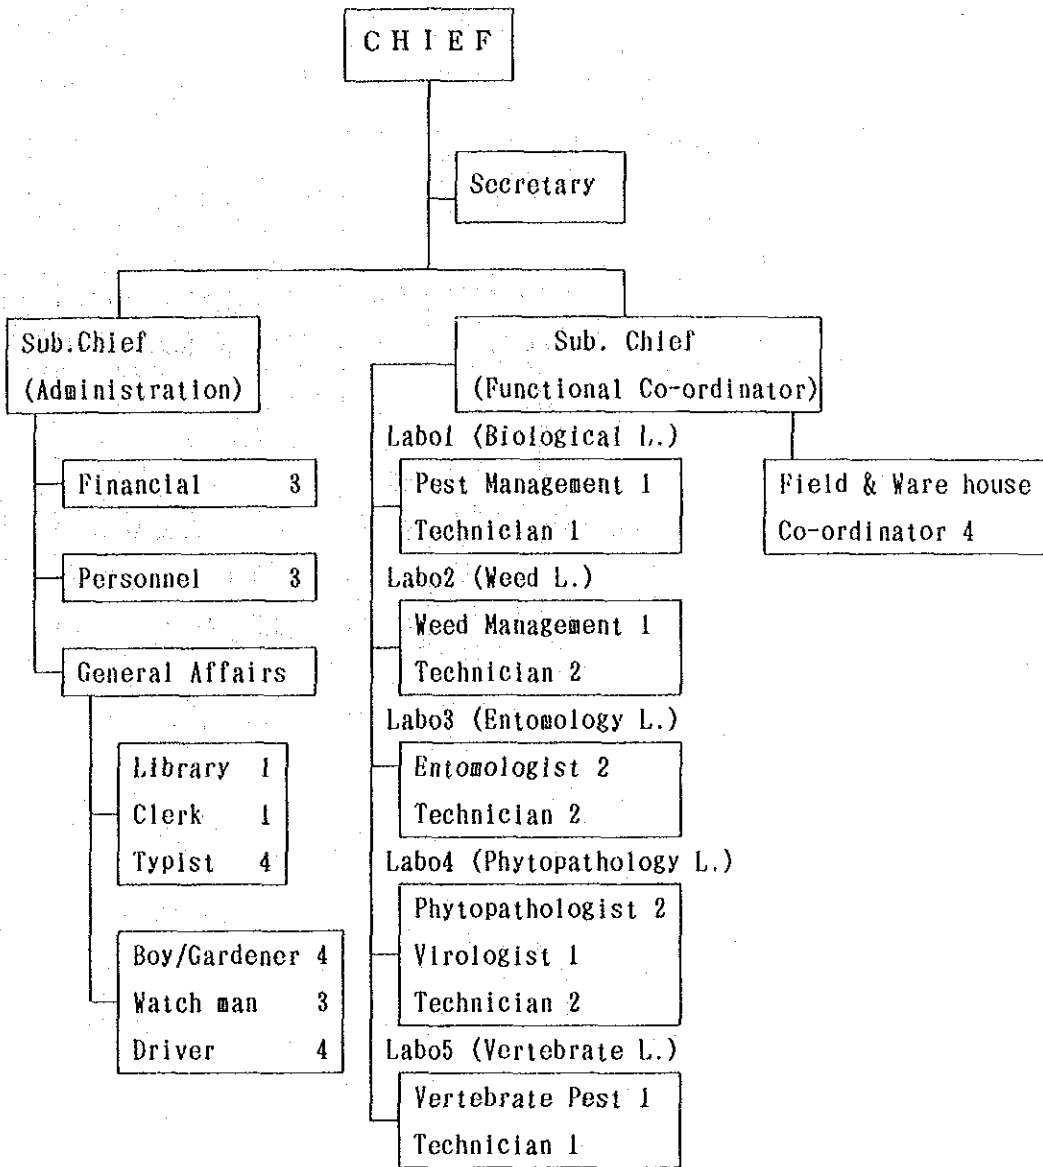 CHIEF
Secretary
Sub.Chief
(Administration)
Financial 3
Personnel 3
General Affairs
Library 1
Clerk 1
Typist 4
Boy/Gardener 4
Watch man 3
Driver 4
Sub. Chief
(Functional Co-ordinator)
Labo1 (Biological L.)
Pest Management 1
Technician 1
Labo2 (Weed L.)
Weed Management 1
Technician 2
Labo3 (Entomology L.)
Entomologist 2
Technician 2
Labo4 (Phytopathology L.)
Phytopathologist 2
Virologist 1
Technician 2
Labo5 (Vertebrate L.)
Vertebrate Pest 1
Technician 1
Field & Ware house
Co-ordinator 4